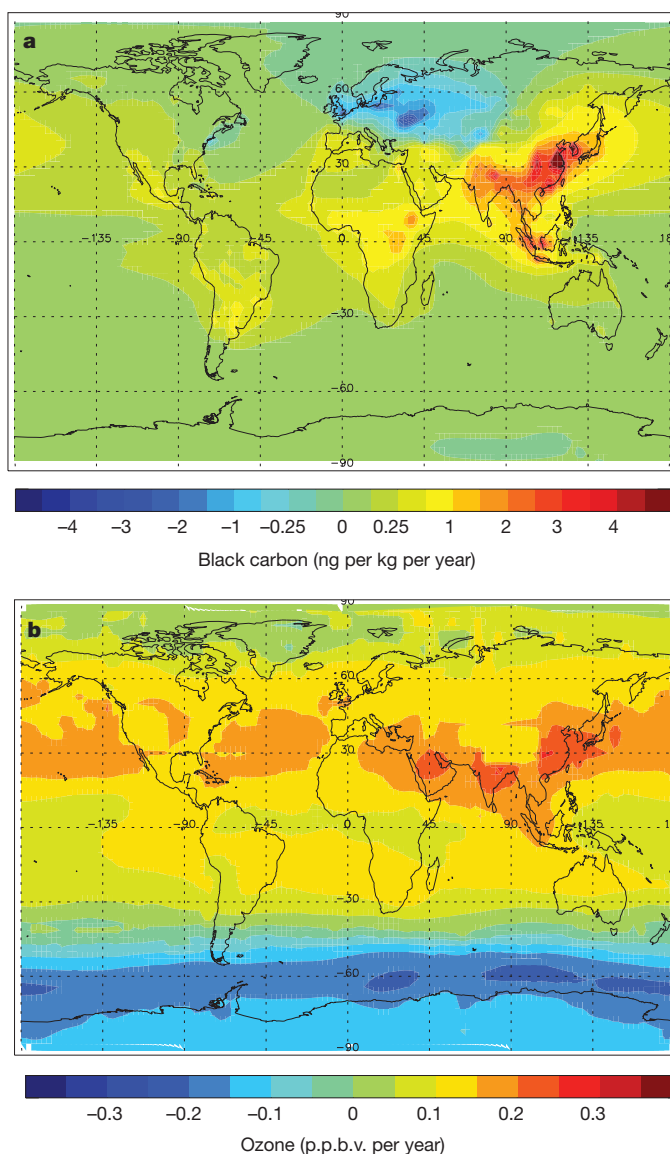 90
a
60
30
-135 -90 -45 0. 45 90 135 18
-30
-60
-90
−4 −3 −2 −1 −0.25 0 0.25 1 2 3 4
Black carbon (ng per kg per year)
90
b
60
30
-135 -90 -45 0 45 90 135 18
-30
-60
-90
−0.3 −0.2 −0.1 0 0.1 0.2 0.3
Ozone (p.p.b.v. per year)